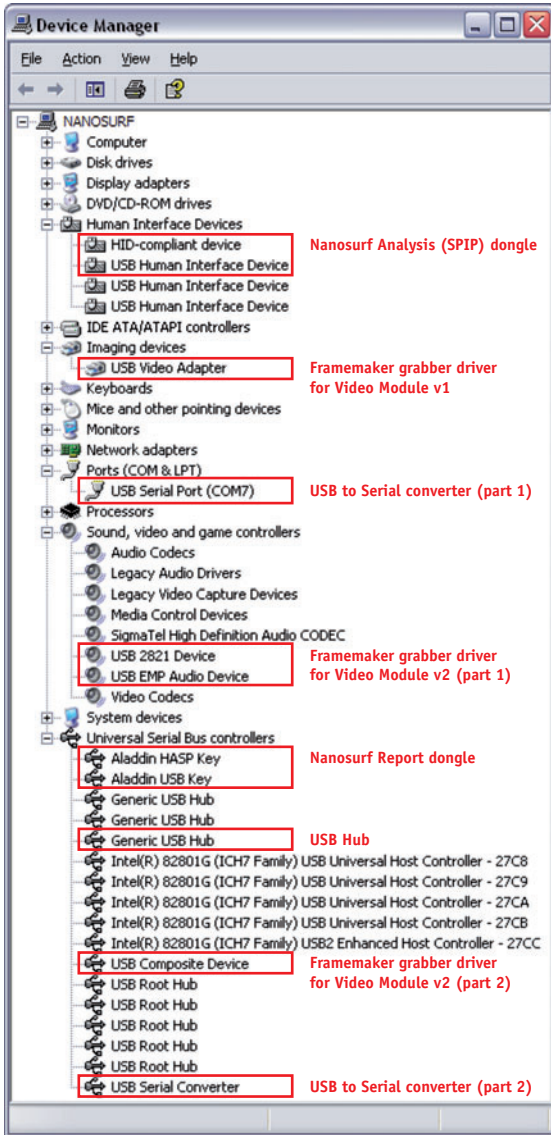 Device Manager
File Action View Help
NANOSURF
Computer
Disk drives
Display adapters
DVD/CD-ROM drives
Human Interface Devices
HID-compliant device Nanosurf Analysis (SPIP) dongle
USB Human Interface Device
USB Human Interface Device
USB Human Interface Device
IDE ATA/ATAPI controllers
Imaging devices
USB Video Adapter Framemaker grabber driver
Keyboards for Video Module v1
Mice and other pointing devices
Monitors
Network adapters
Ports (COM & LPT)
USB Serial Port (COM7) USB to Serial converter (part 1)
Processors
Sound, video and game controllers
Audio Codecs
Legacy Audio Drivers
Legacy Video Capture Devices
Media Control Devices
SigmaTel High Definition Audio CODEC
USB 2821 Device Framemaker grabber driver
USB EMP Audio Device for Video Module v2 (part 1)
Video Codecs
System devices
Universal Serial Bus controllers
Aladdin HASP Key Nanosurf Report dongle
Aladdin USB Key
Generic USB Hub
Generic USB Hub
Generic USB Hub USB Hub
Intel(R) 82801G (ICH7 Family) USB Universal Host Controller - 27C8
Intel(R) 82801G (ICH7 Family) USB Universal Host Controller - 27C9
Intel(R) 82801G (ICH7 Family) USB Universal Host Controller - 27CA
Intel(R) 82801G (ICH7 Family) USB Universal Host Controller - 27CB
Intel(R) 82801G (ICH7 Family) USB2 Enhanced Host Controller - 27CC
USB Composite Device Framemaker grabber driver
USB Root Hub for Video Module v2 (part 2)
USB Root Hub
USB Root Hub
USB Root Hub
USB Root Hub
USB Serial Converter USB to Serial converter (part 2)